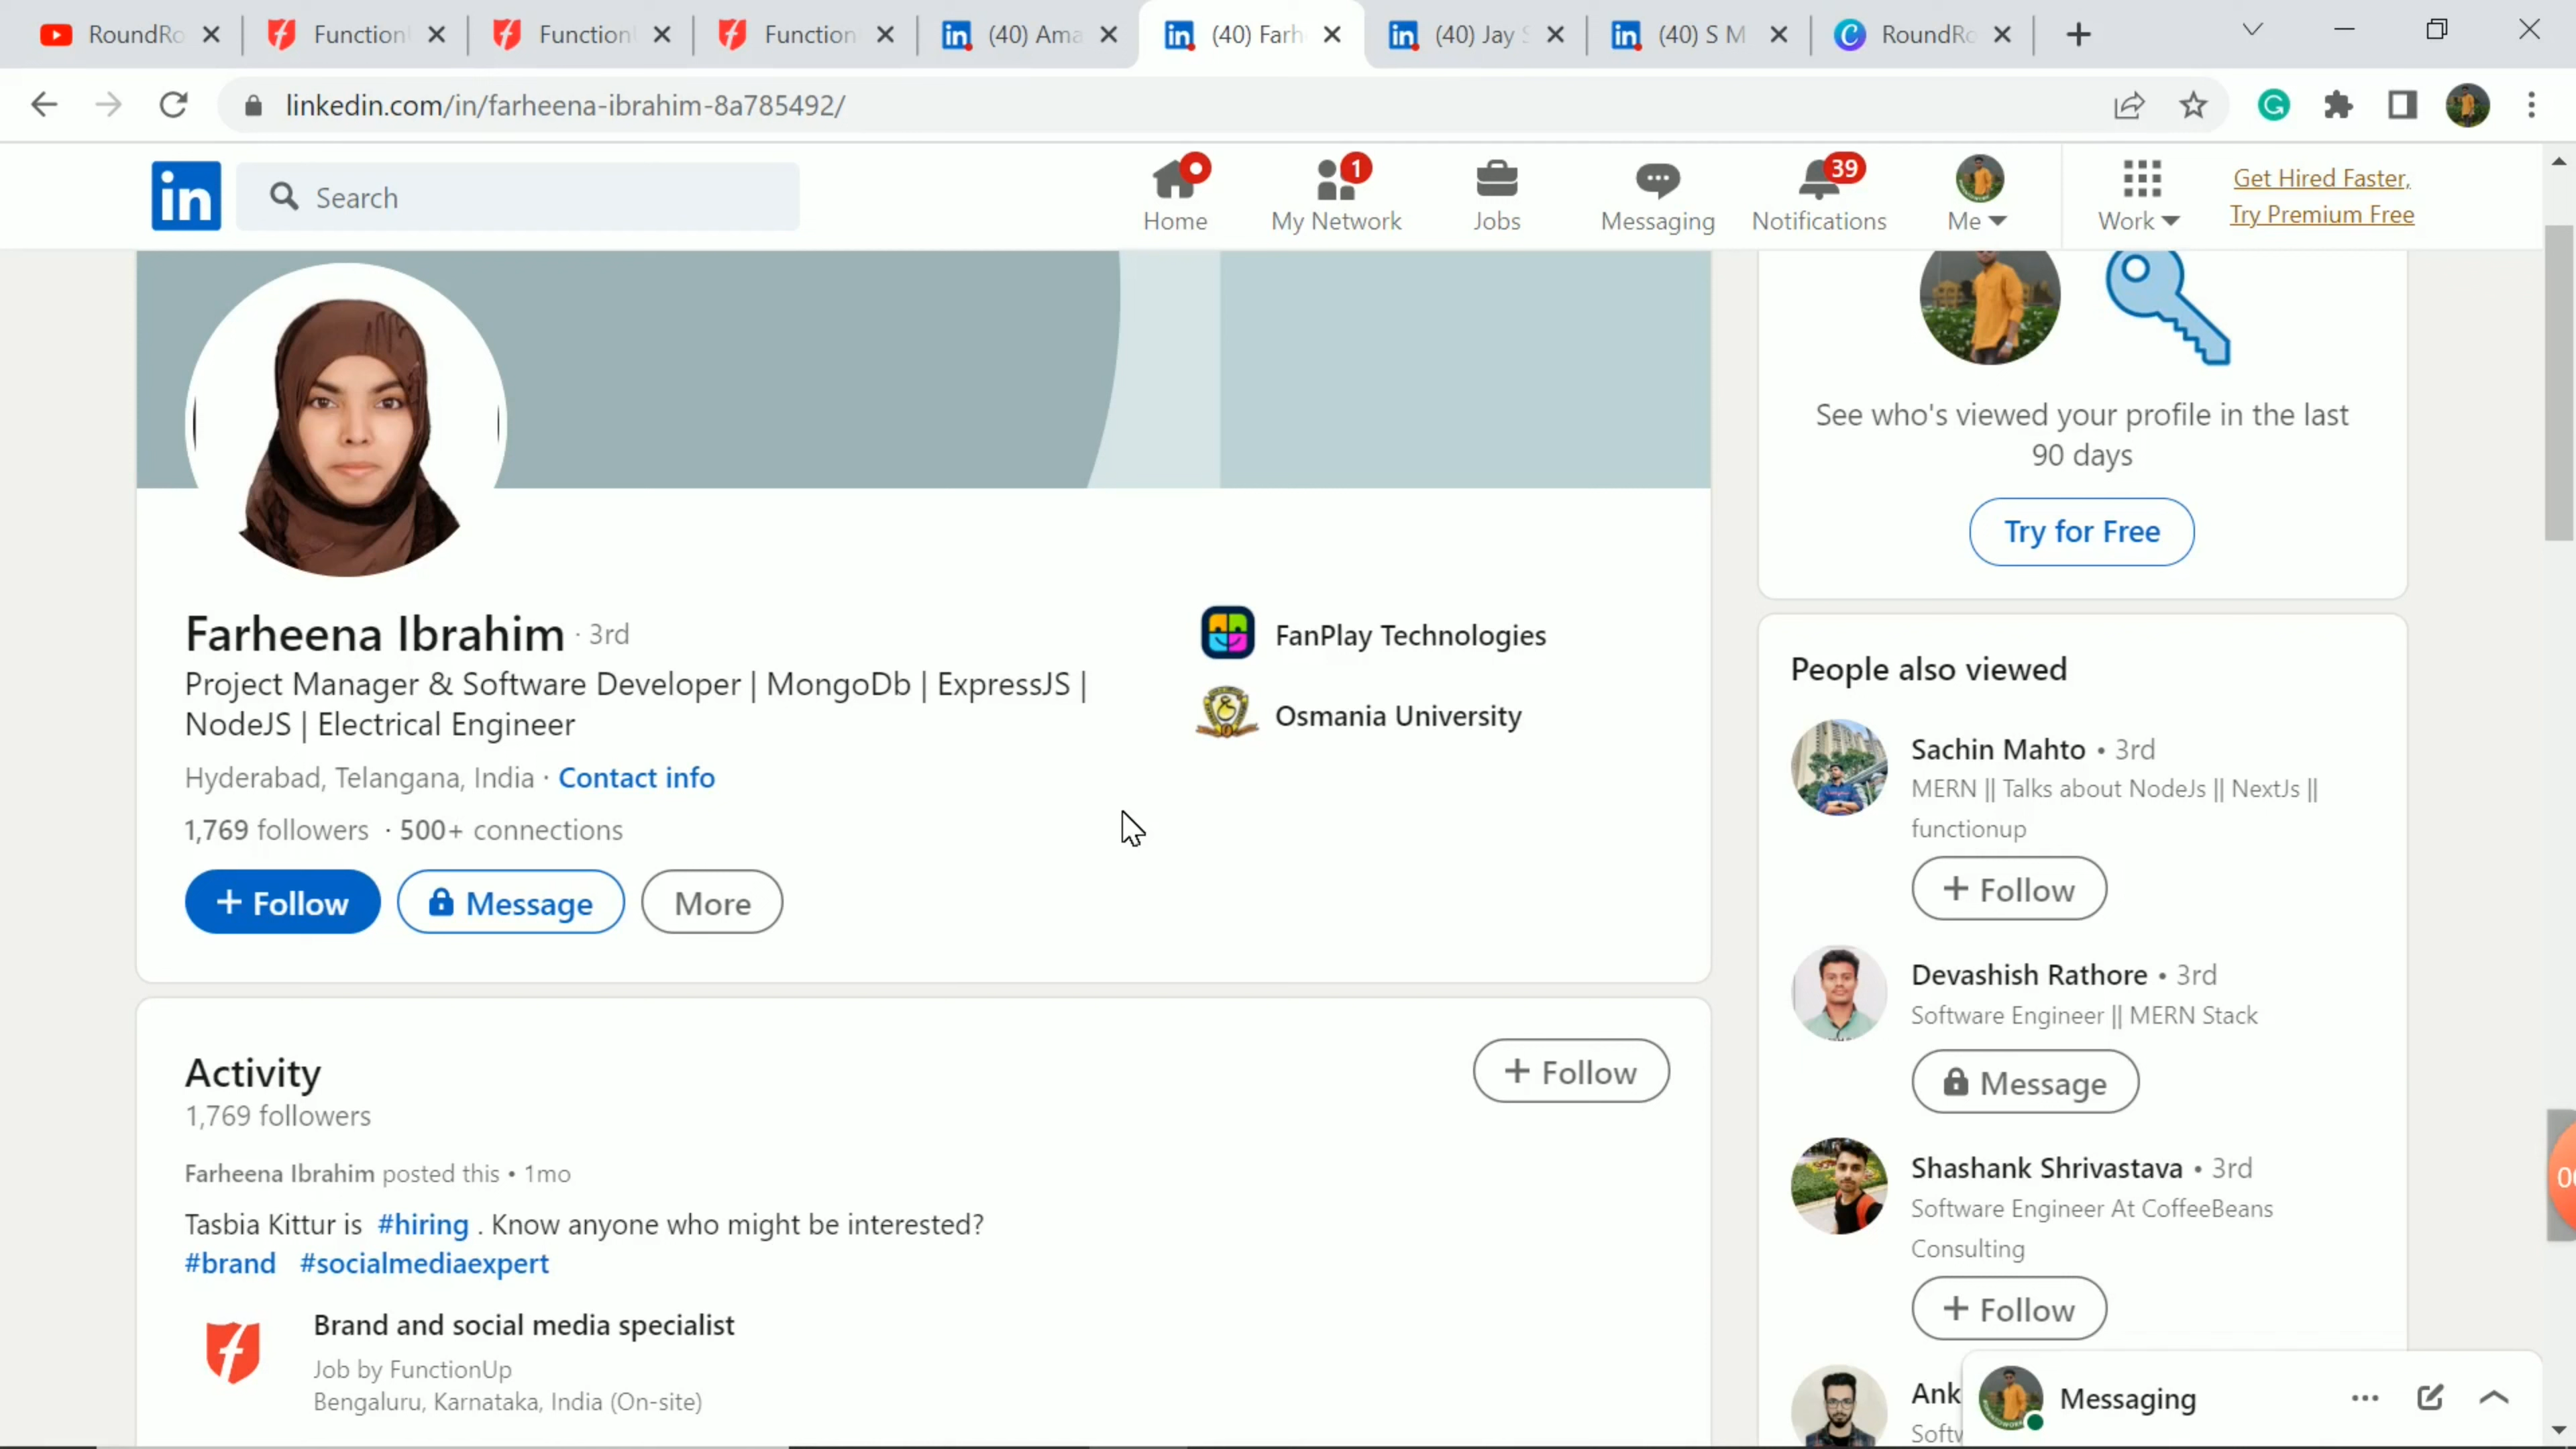 RoundRo
Function
Function
Function
(40) Ama
(40) Farh
(40) Jay S
(40) S M
RoundRo
linkedin.com/in/farheena-ibrahim-8a785492/
in
Search
Home
1
My Network
Jobs
Messaging
39
Notifications
Me
Work
Get Hired Faster,
Try Premium Free
Farheena Ibrahim · 3rd
Project Manager & Software Developer | MongoDb | ExpressJS |
NodeJS | Electrical Engineer
Hyderabad, Telangana, India · Contact info
1,769 followers · 500+ connections
+ Follow
Message
More
FanPlay Technologies
Osmania University
Activity
1,769 followers
+ Follow
Farheena Ibrahim posted this • 1mo
Tasbia Kittur is #hiring . Know anyone who might be interested?
#brand #socialmediaexpert
Brand and social media specialist
Job by FunctionUp
Bengaluru, Karnataka, India (On-site)
See who's viewed your profile in the last
90 days
Try for Free
People also viewed
Sachin Mahto • 3rd
MERN || Talks about NodeJs || NextJs ||
functionup
+ Follow
Devashish Rathore • 3rd
Software Engineer || MERN Stack
Message
Shashank Shrivastava • 3rd
Software Engineer At CoffeeBeans
Consulting
+ Follow
Ank
Softw
Messaging